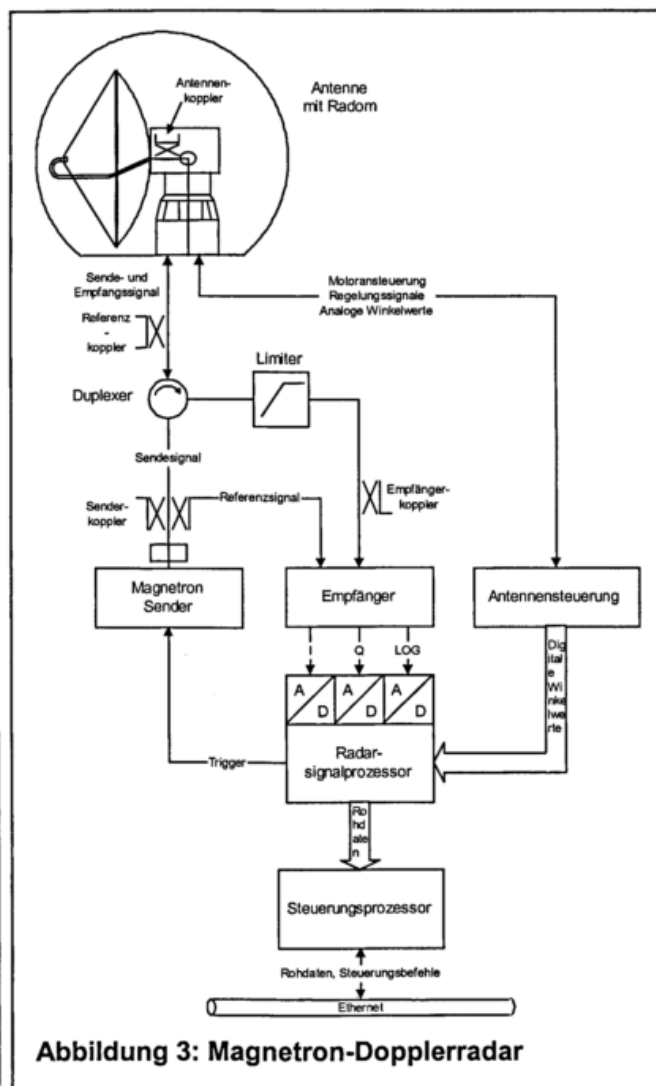 Antennen-
koppler
Antenne
mit Radom
Sende- und
Empfangssignal
Motoransteuerung
Regelungssignale
Analoge Winkelwerte
Referenz
-
koppler
Limiter
Duplexer
Sendesignal
Sender-
koppler
Referenzsignal
Empfänger-
koppler
Magnetron
Sender
Empfänger
Antennensteuerung
I
Q
LOG
Dig
itale
e
Wi
nke
lwe
rte
A
D
A
D
A
D
Radar-
signalprozessor
Trigger
Ro
hd
ate
n
Steuerungsprozessor
Rohdaten, Steuerungsbefehle
Ethernet
Abbildung 3: Magnetron-Dopplerradar